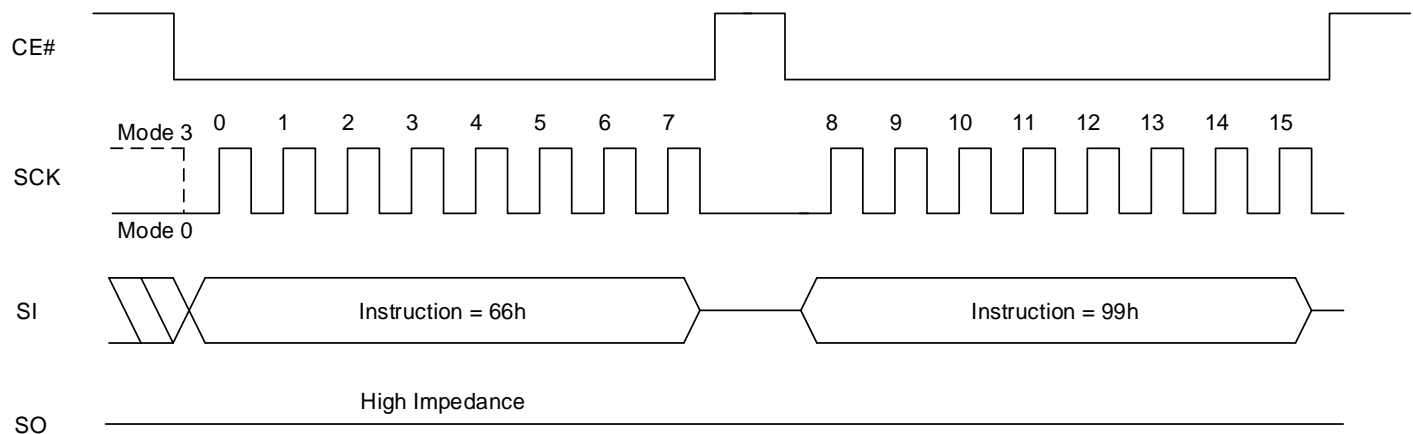 CE#
Mode 3
0 1 2 3 4 5 6 7 8 9 10 11 12 13 14 15
SCK
Mode 0
SI
Instruction = 66h
Instruction = 99h
High Impedance
SO